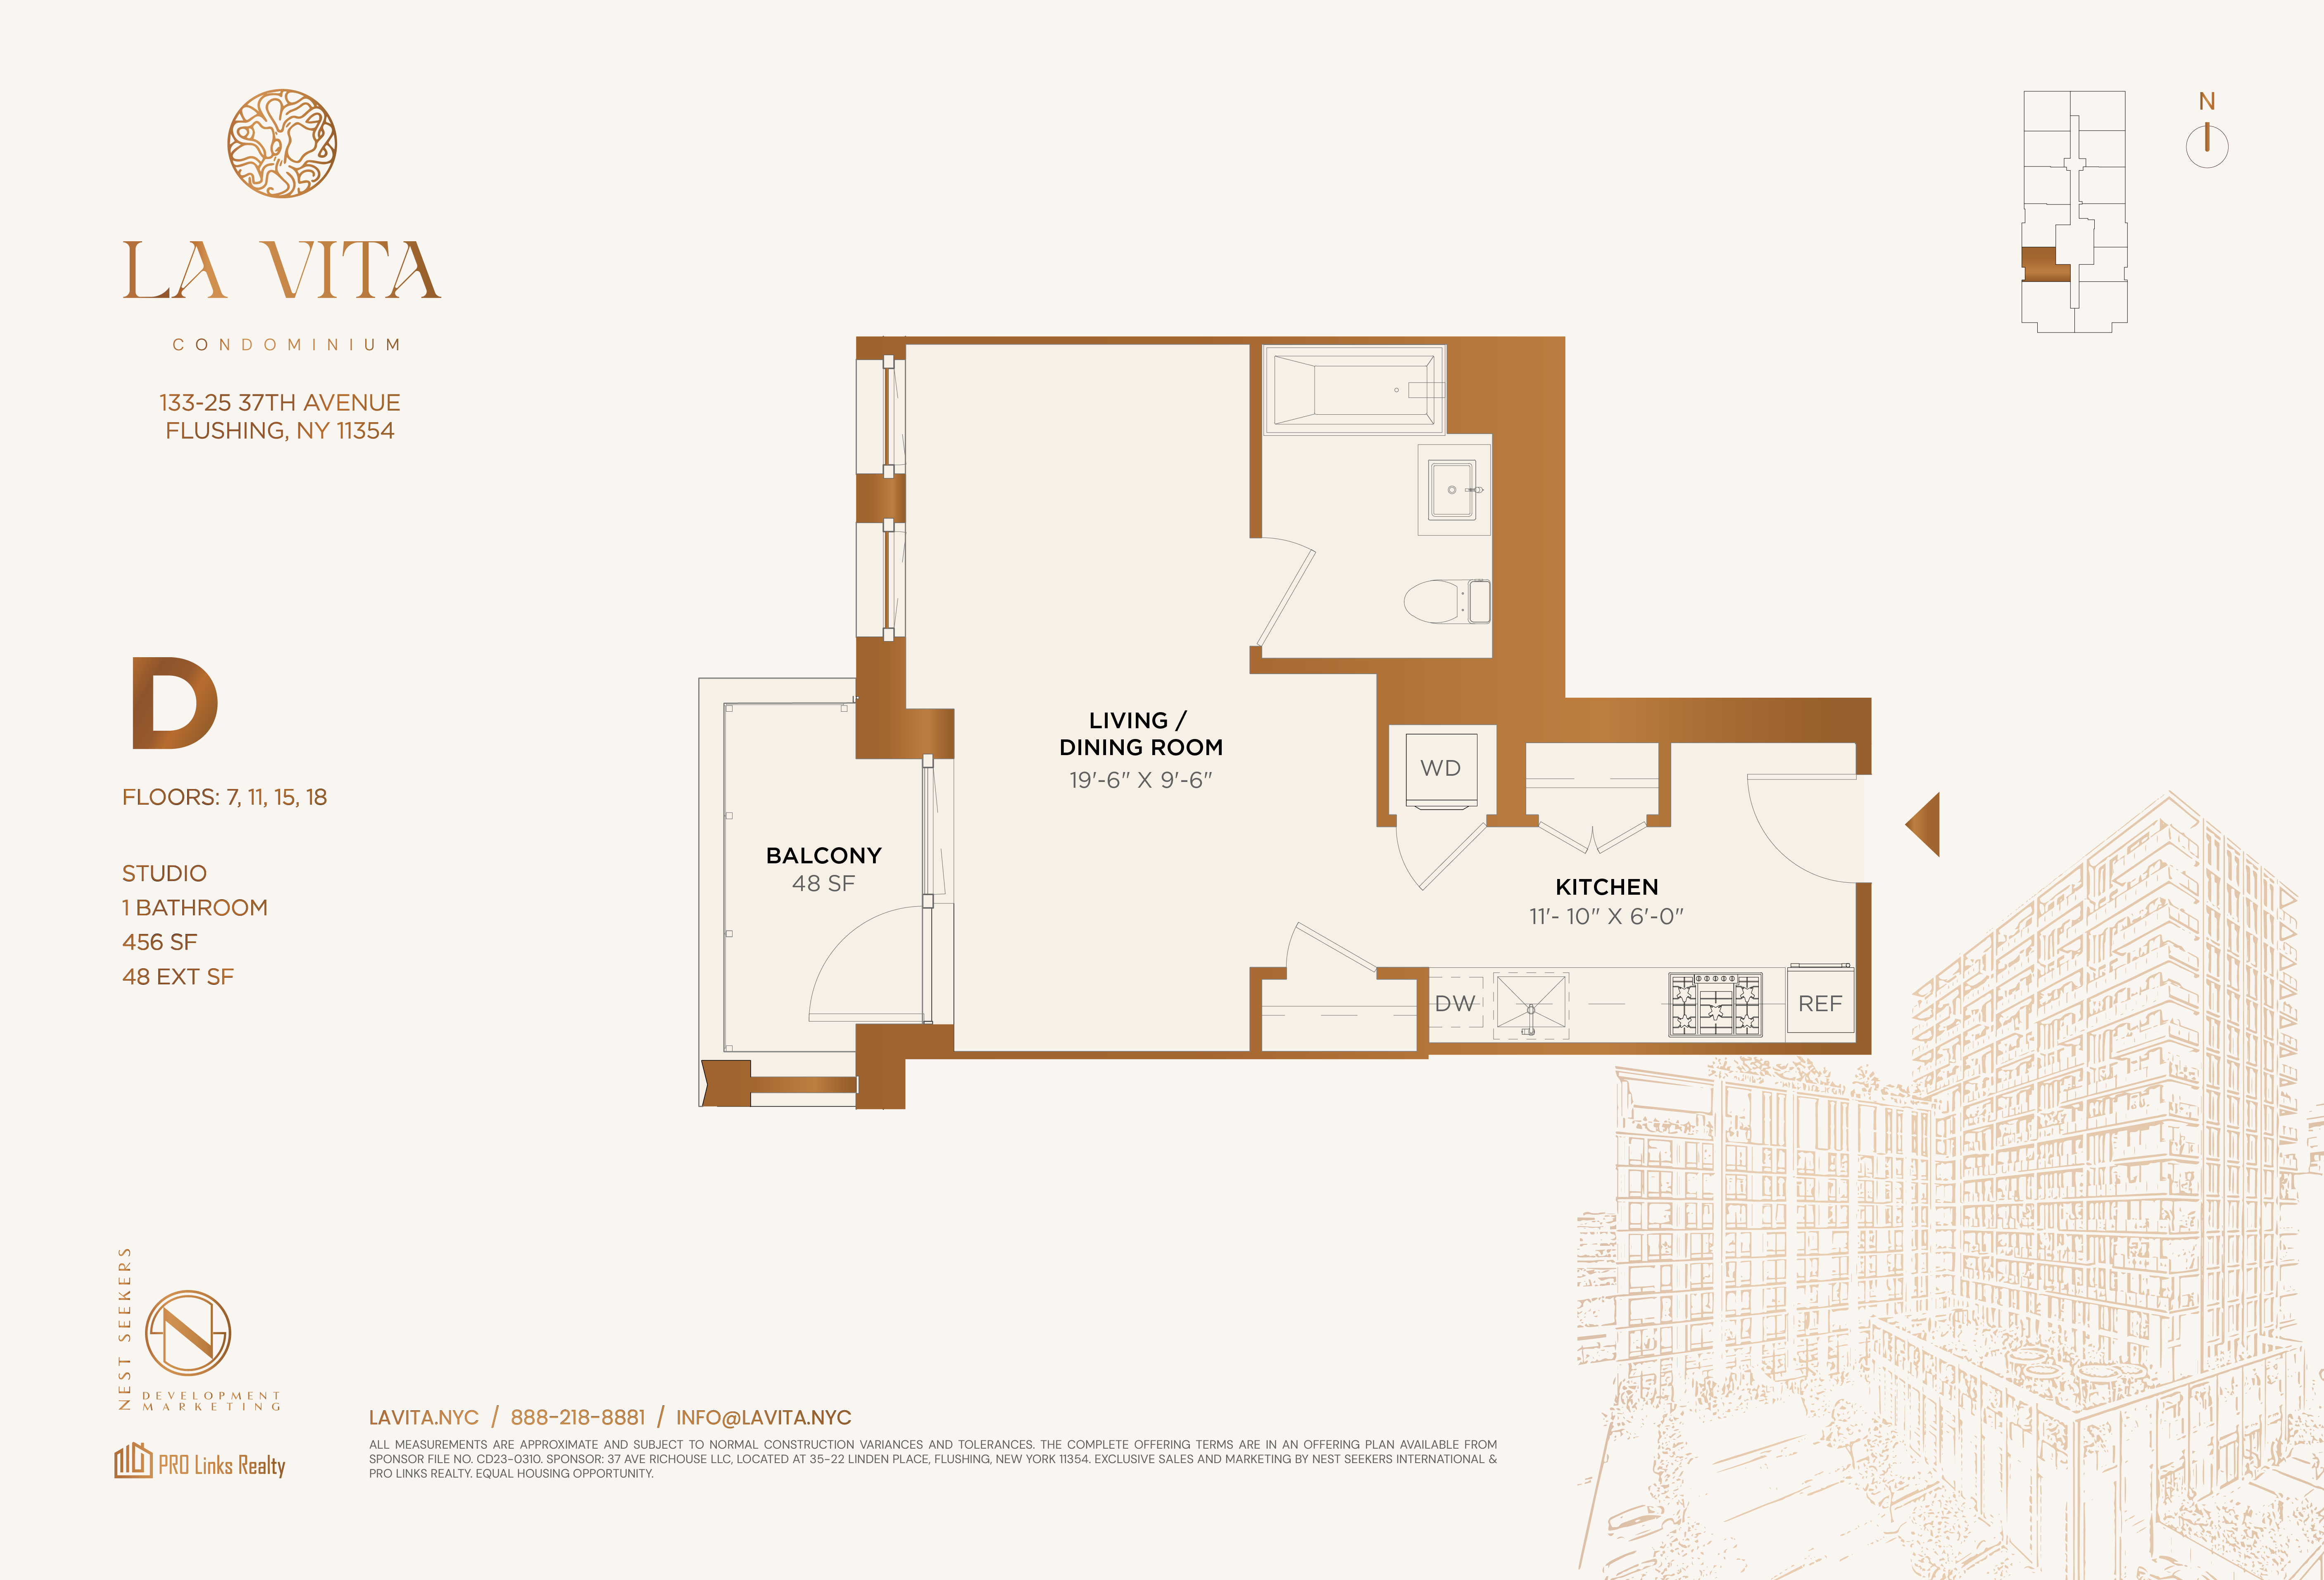 LA VITA
CONDOMINIUM
133-25 37TH AVENUE
FLUSHING, NY 11354
N
D
FLOORS: 7, 11, 15, 18
STUDIO
1 BATHROOM
456 SF
48 EXT SF
LIVING /
DINING ROOM
19'-6" X 9'-6"
WD
BALCONY
48 SF
KITCHEN
11'- 10" X 6'-0"
DW
REF
NEST SEEKERS
N
DEVELOPMENT
MARKETING
PRO Links Realty
LAVITA.NYC / 888-218-8881 / INFO@LAVITA.NYC
ALL MEASUREMENTS ARE APPROXIMATE AND SUBJECT TO NORMAL CONSTRUCTION VARIANCES AND TOLERANCES. THE COMPLETE OFFERING TERMS ARE IN AN OFFERING PLAN AVAILABLE FROM
SPONSOR FILE NO. CD23-0310. SPONSOR: 37 AVE RICHOUSE LLC, LOCATED AT 35-22 LINDEN PLACE, FLUSHING, NEW YORK 11354. EXCLUSIVE SALES AND MARKETING BY NEST SEEKERS INTERNATIONAL &
PRO LINKS REALTY. EQUAL HOUSING OPPORTUNITY.